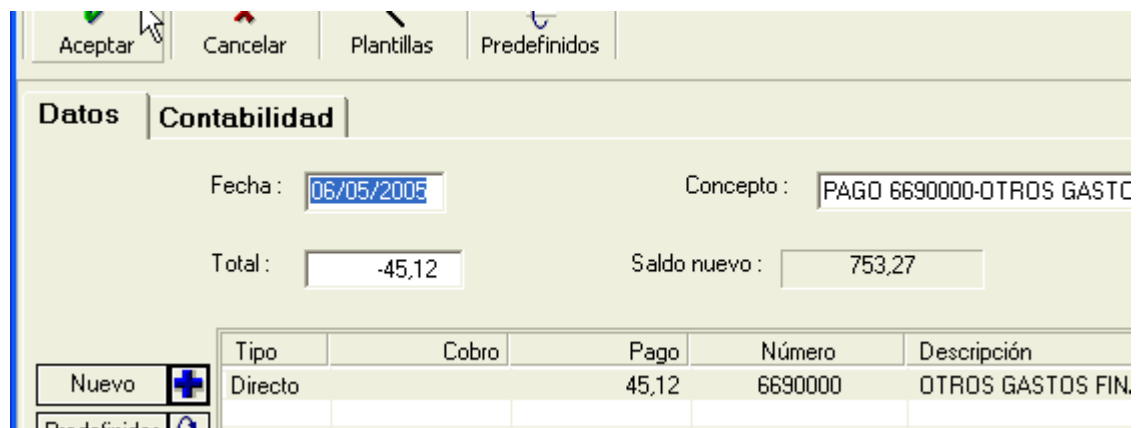 Aceptar Cancelar Plantillas Predefinidos
Datos Contabilidad
Fecha : 06/05/2005 Concepto : PAGO 6690000-OTROS GASTO
Total : -45,12 Saldo nuevo : 753,27
Tipo Cobro Pago Número Descripción
Nuevo Directo 45,12 6690000 OTROS GASTOS FIN
Predefinidos